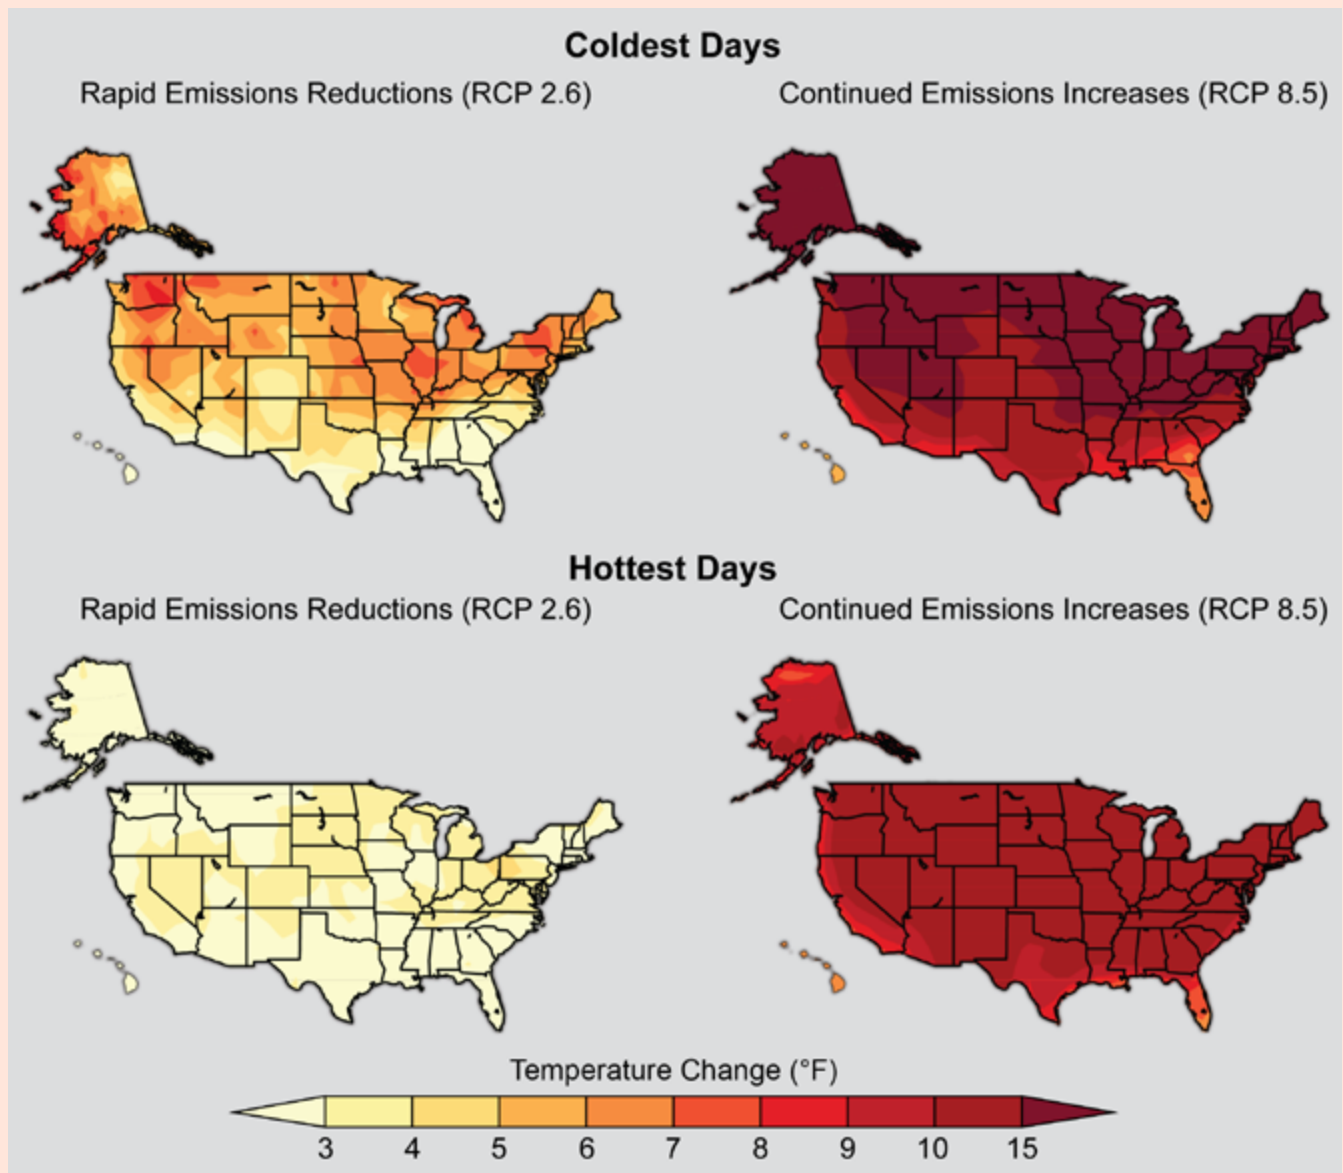 Coldest Days
Rapid Emissions Reductions (RCP 2.6)
Continued Emissions Increases (RCP 8.5)
Hottest Days
Rapid Emissions Reductions (RCP 2.6)
Continued Emissions Increases (RCP 8.5)
Temperature Change (°F)
3 4 5 6 7 8 9 10 15